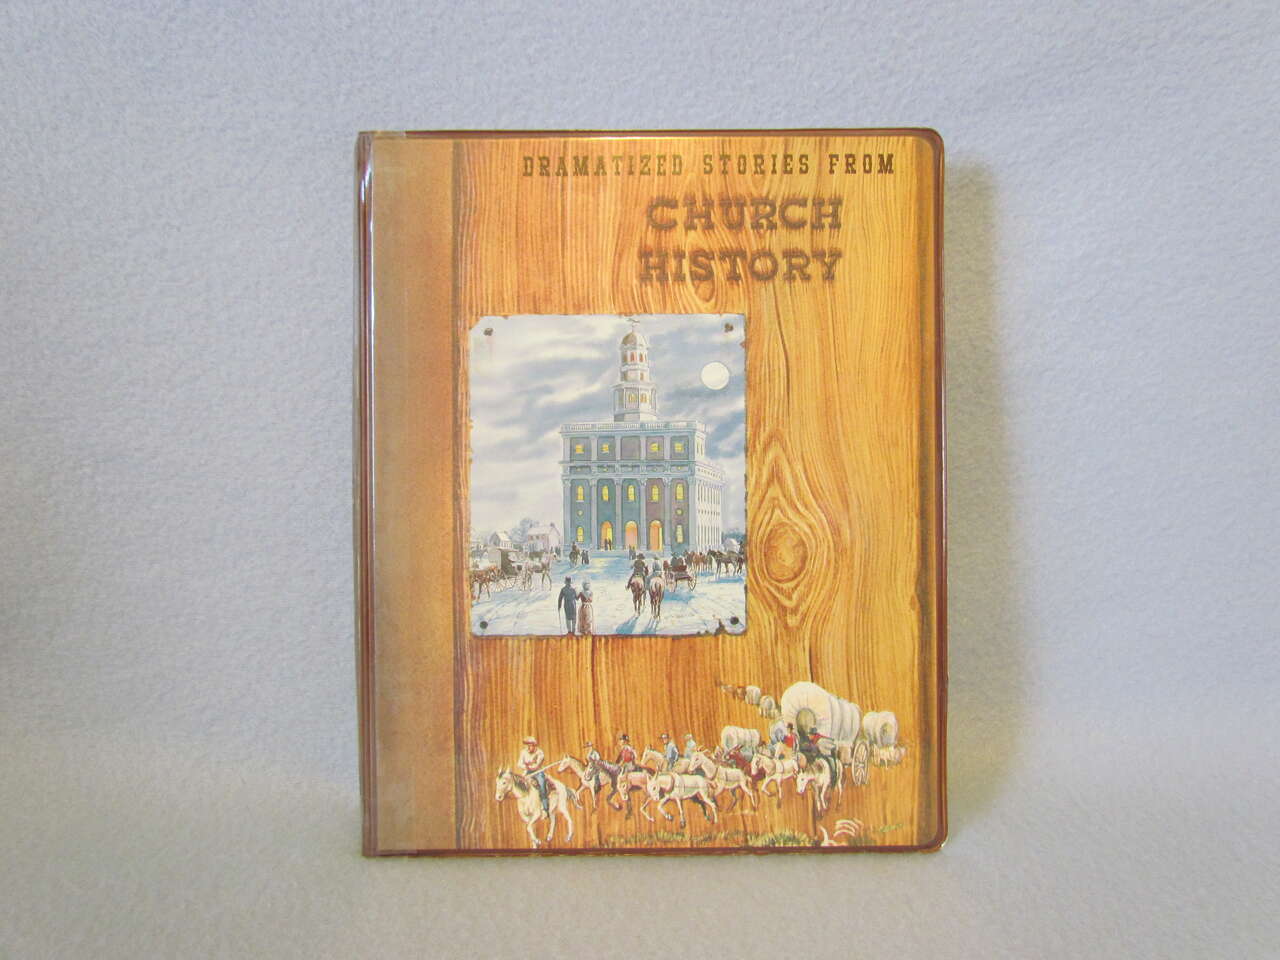 DRAMATIZED STORIES FROM
CHURCH
HISTORY